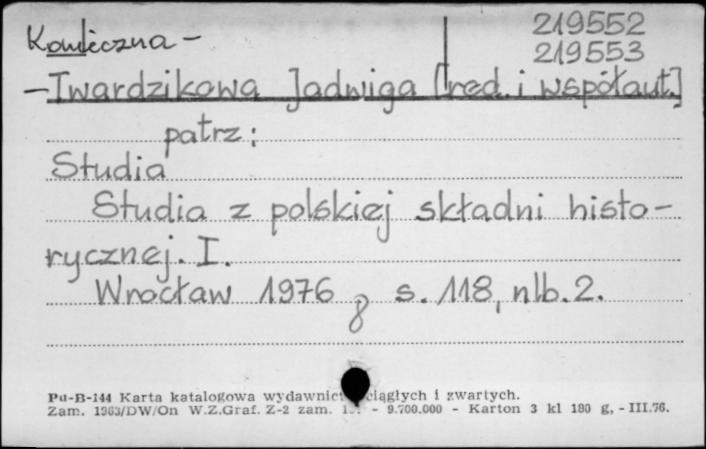 Konieczna -
219552
219553
- Twardzikowa Jadwiga [red. i współaut.]
patrz:
Studia
Studia z polskiej składni histo-
rycznej. I.
Wrocław 1976 8 s. 118, nlb. 2.
Pu-B-144 Karta katalogowa wydawnict ciągłych i zwartych.
Zam. 1963/DW/On W.Z.Graf. Z-2 zam. - 9.700.000 - Karton 3 kl 180 g, - III.76.